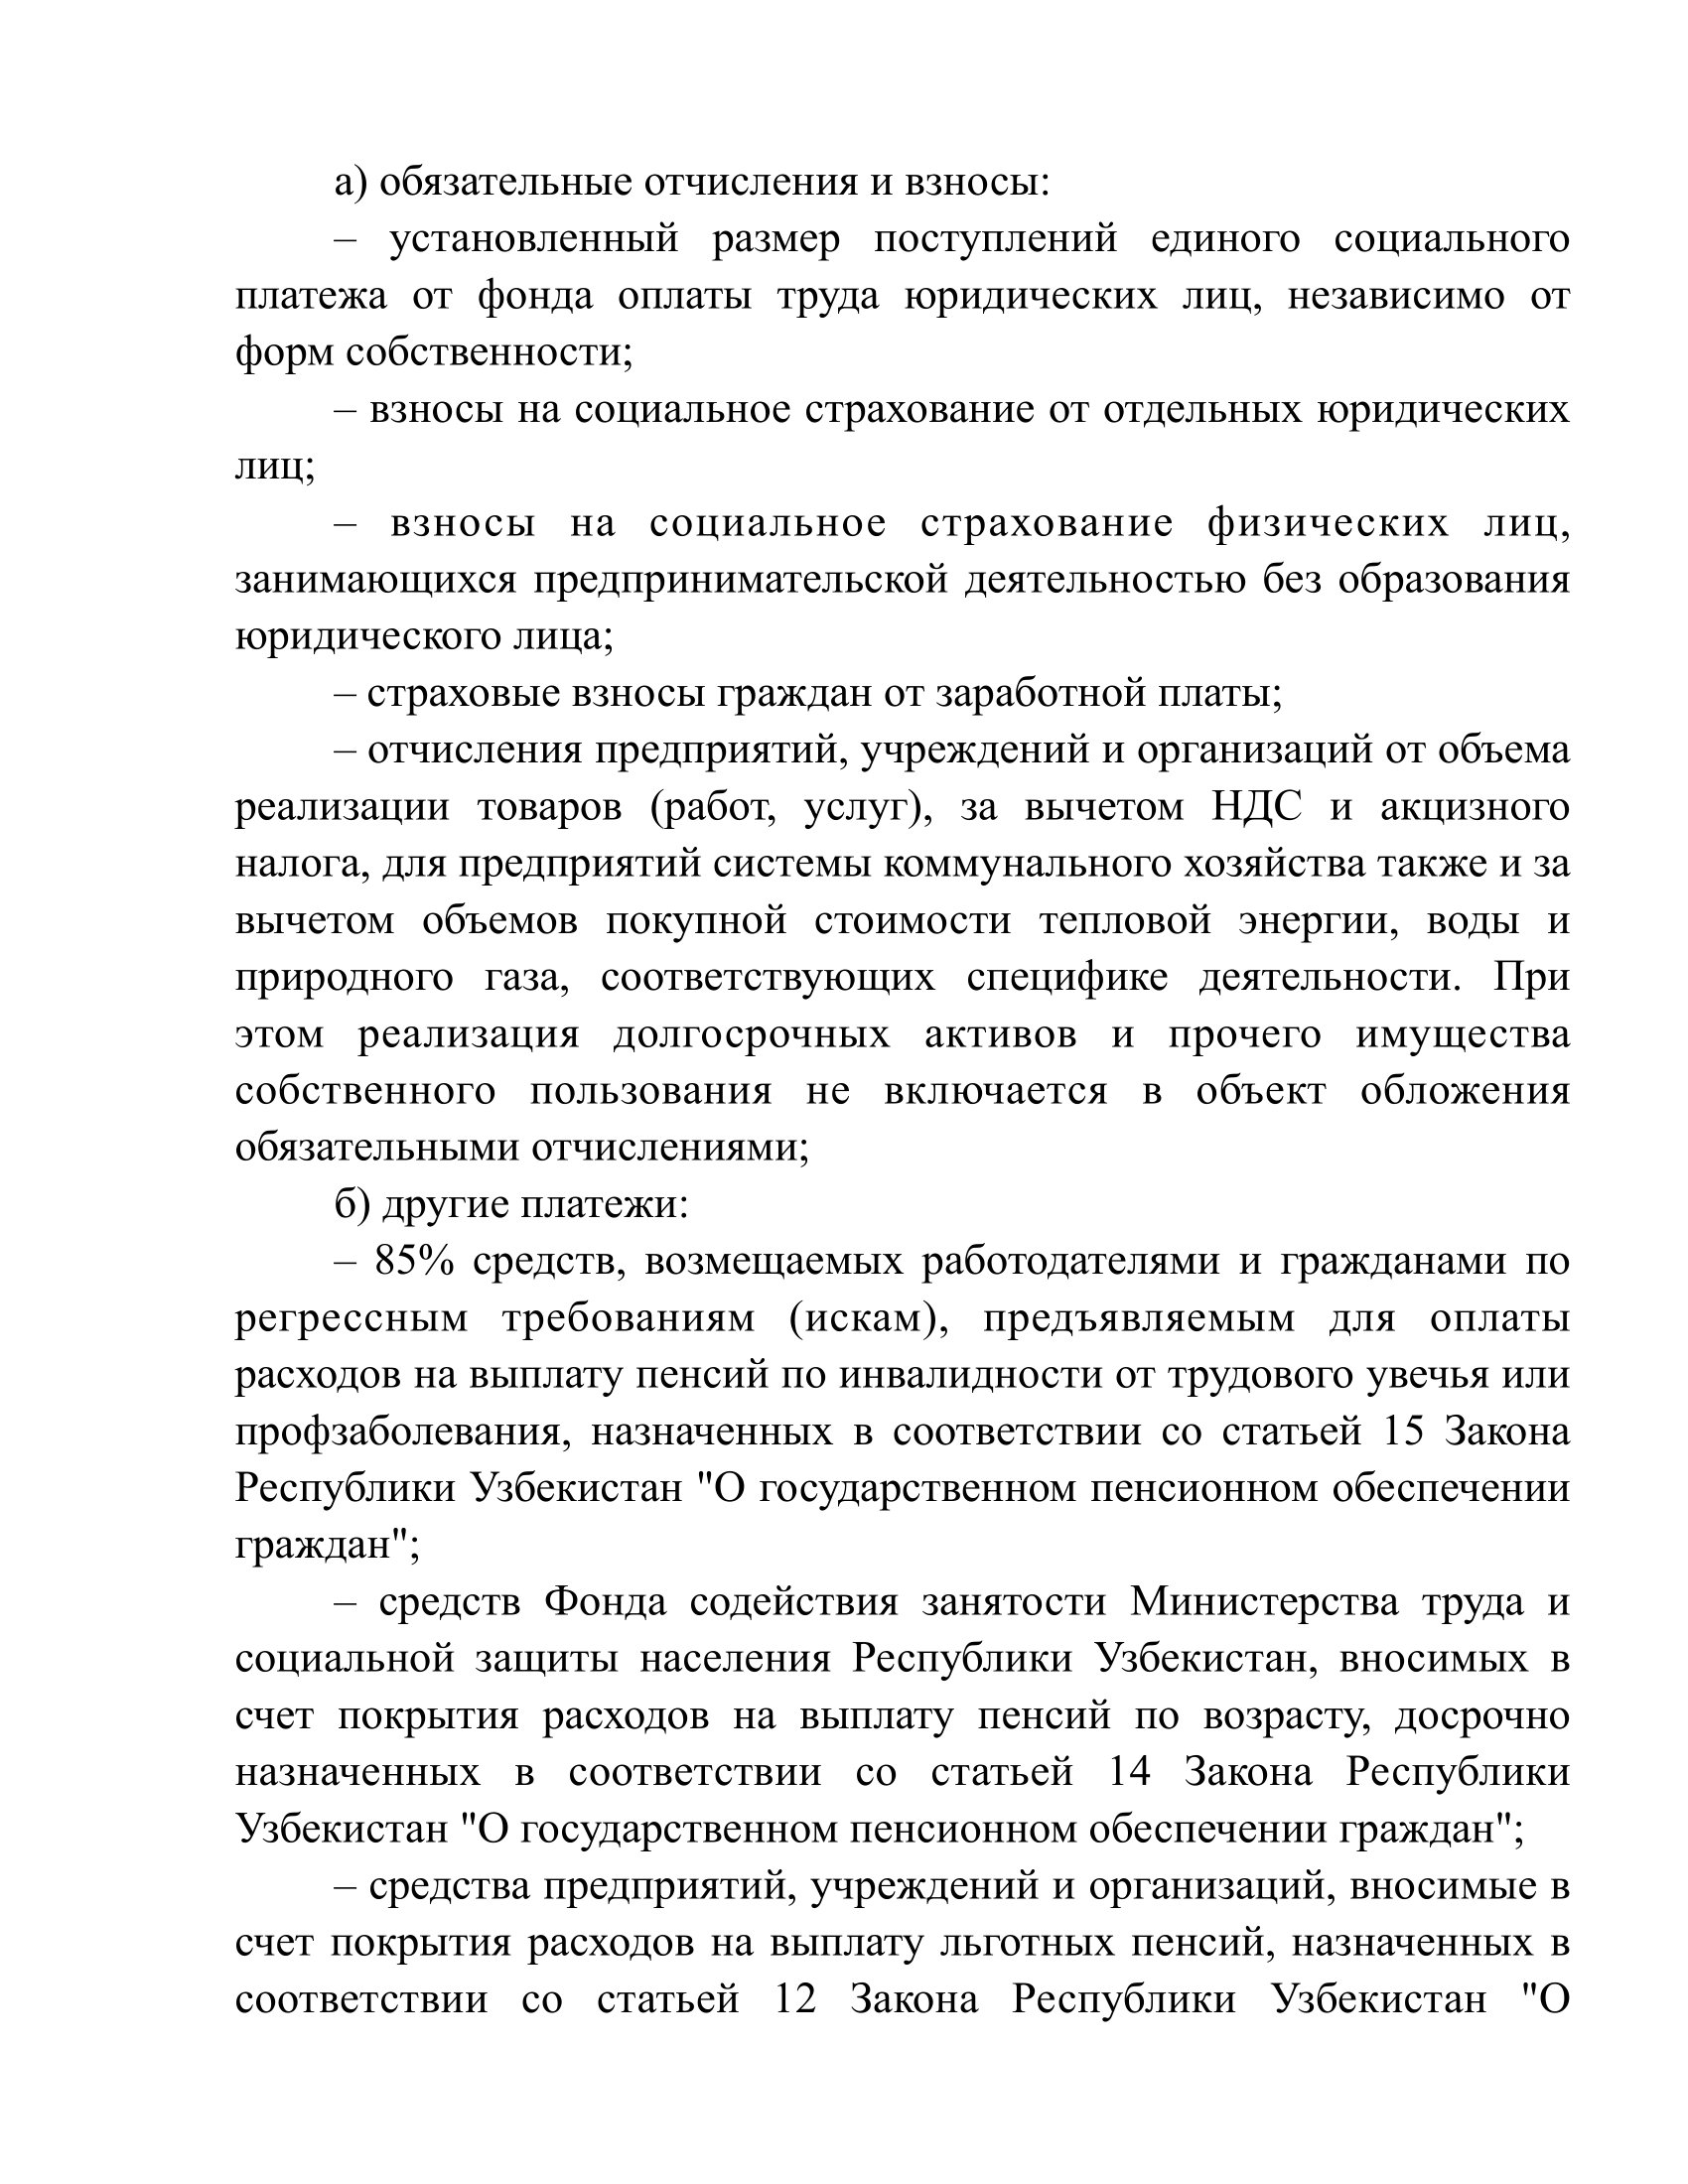 а) обязательные отчисления и взносы:
– установленный размер поступлений единого социального
платежа от фонда оплаты труда юридических лиц, независимо от
форм собственности;
– взносы на социальное страхование от отдельных юридических
лиц;
– взносы на социальное страхование физических лиц,
занимающихся предпринимательской деятельностью без образования
юридического лица;
– страховые взносы граждан от заработной платы;
– отчисления предприятий, учреждений и организаций от объема
реализации товаров (работ, услуг), за вычетом НДС и акцизного
налога, для предприятий системы коммунального хозяйства также и за
вычетом объемов покупной стоимости тепловой энергии, воды и
природного газа, соответствующих специфике деятельности. При
этом реализация долгосрочных активов и прочего имущества
собственного пользования не включается в объект обложения
обязательными отчислениями;
б) другие платежи:
– 85% средств, возмещаемых работодателями и гражданами по
регрессным требованиям (искам), предъявляемым для оплаты
расходов на выплату пенсий по инвалидности от трудового увечья или
профзаболевания, назначенных в соответствии со статьей 15 Закона
Республики Узбекистан "О государственном пенсионном обеспечении
граждан";
– средств Фонда содействия занятости Министерства труда и
социальной защиты населения Республики Узбекистан, вносимых в
счет покрытия расходов на выплату пенсий по возрасту, досрочно
назначенных в соответствии со статьей 14 Закона Республики
Узбекистан "О государственном пенсионном обеспечении граждан";
– средства предприятий, учреждений и организаций, вносимые в
счет покрытия расходов на выплату льготных пенсий, назначенных в
соответствии со статьей 12 Закона Республики Узбекистан "О